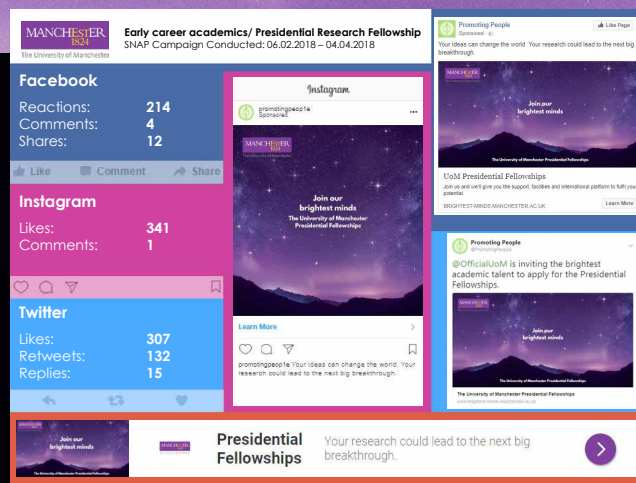 MANCHESTER
1824
The University of Manchester
Early career academics/ Presidential Research Fellowship
SNAP Campaign Conducted: 06.02.2018 – 04.04.2018
Facebook
Reactions: 214
Comments: 4
Shares: 12
Like Comment Share
Instagram
Likes: 341
Comments: 1
Twitter
Likes: 307
Retweets: 132
Replies: 15
Instagram
promotingpeop1e
Sponsored
MANCHESTER
1824
The University of Manchester
Join our
brightest minds
The University of Manchester
Presidential Fellowships
Learn More
promotingpeop1e Your ideas can change the world. Your
research could lead to the next big breakthrough.
Promoting People
Sponsored
Like Page
Your ideas can change the world. Your research could lead to the next big
breakthrough.
MANCHESTER
1824
Join our
brightest minds
The University of Manchester Presidential Fellowships
UoM Presidential Fellowships
Join us and we'll give you the support, facilities and international platform to fulfil your
potential.
BRIGHTEST-MINDS.MANCHESTER.AC.UK
Learn More
Promoting People
@OfficialUoM is inviting the brightest
academic talent to apply for the Presidential
Fellowships.
MANCHESTER
Join our
brightest minds
The University of Manchester Presidential Fellowships
The University of Manchester Presidential Fellowships
MANCHESTER
Join our
brightest minds
The University of Manchester Presidential Fellowships
MANCHESTER
Presidential
Fellowships
Your research could lead to the next big
breakthrough.